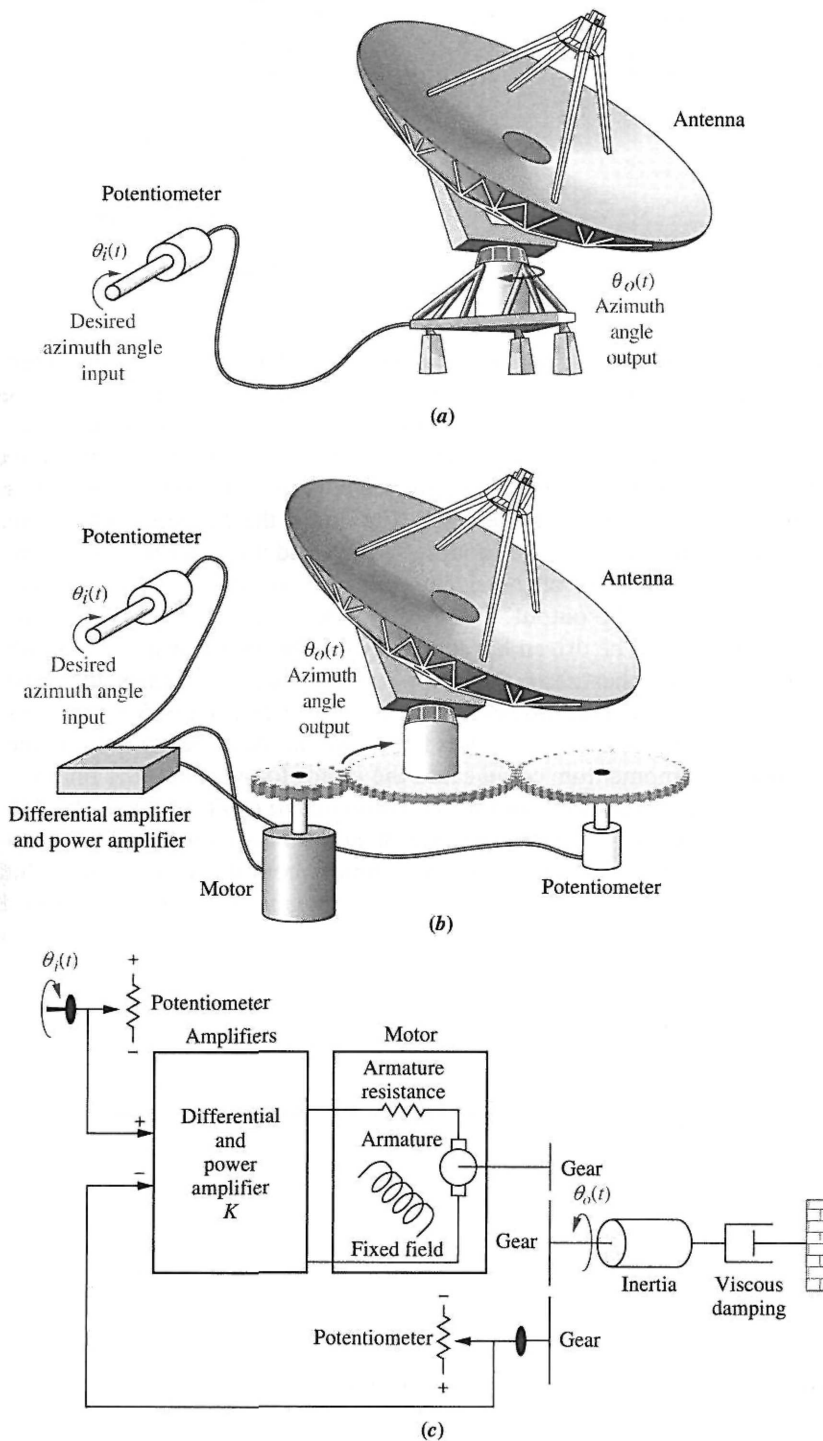 Antenna
Potentiometer
θi(t)
Desired
azimuth angle
input
θo(t)
Azimuth
angle
output
(a)
Potentiometer
Antenna
θi(t)
Desired
azimuth angle
input
θo(t)
Azimuth
angle
output
Differential amplifier
and power amplifier
Motor
Potentiometer
(b)
θi(t)
+
Potentiometer
−
Amplifiers
Motor
Armature
resistance
+
Differential
and
power
amplifier
K
−
Armature
Fixed field
Gear
θo(t)
Gear
Inertia
Viscous
damping
−
Potentiometer
+
Gear
(c)